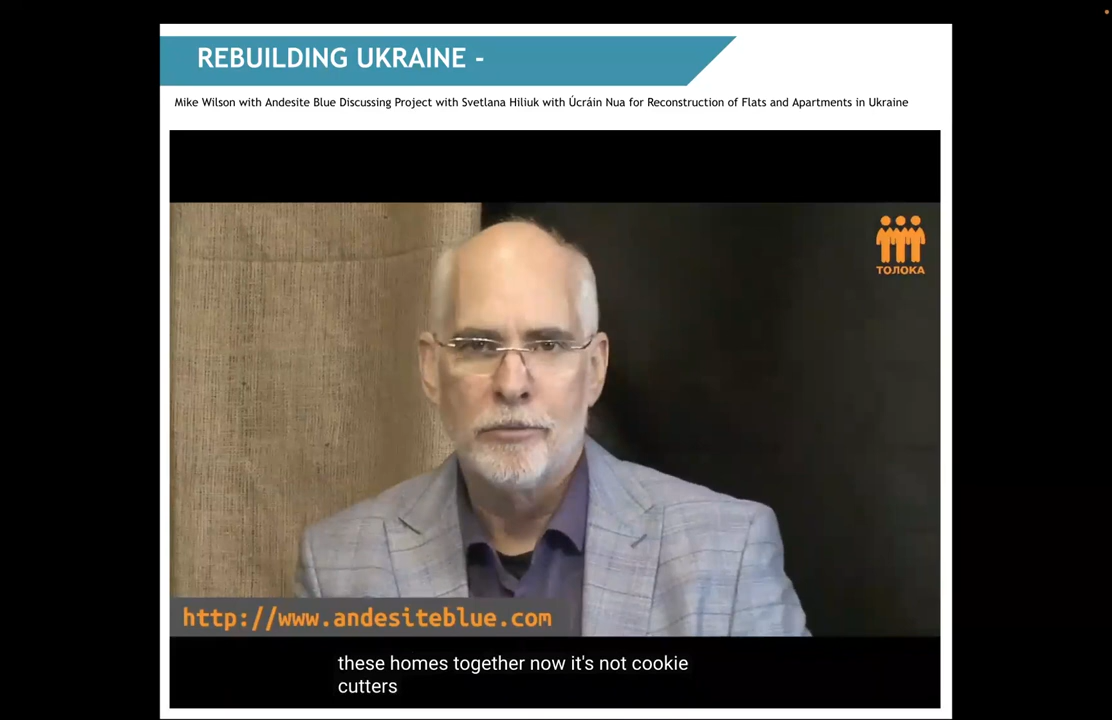 REBUILDING UKRAINE -
Mike Wilson with Andesite Blue Discussing Project with Svetlana Hiliuk with Úcráin Nua for Reconstruction of Flats and Apartments in Ukraine
ТОЛОКА
http://www.andesiteblue.com
these homes together now it's not cookie
cutters